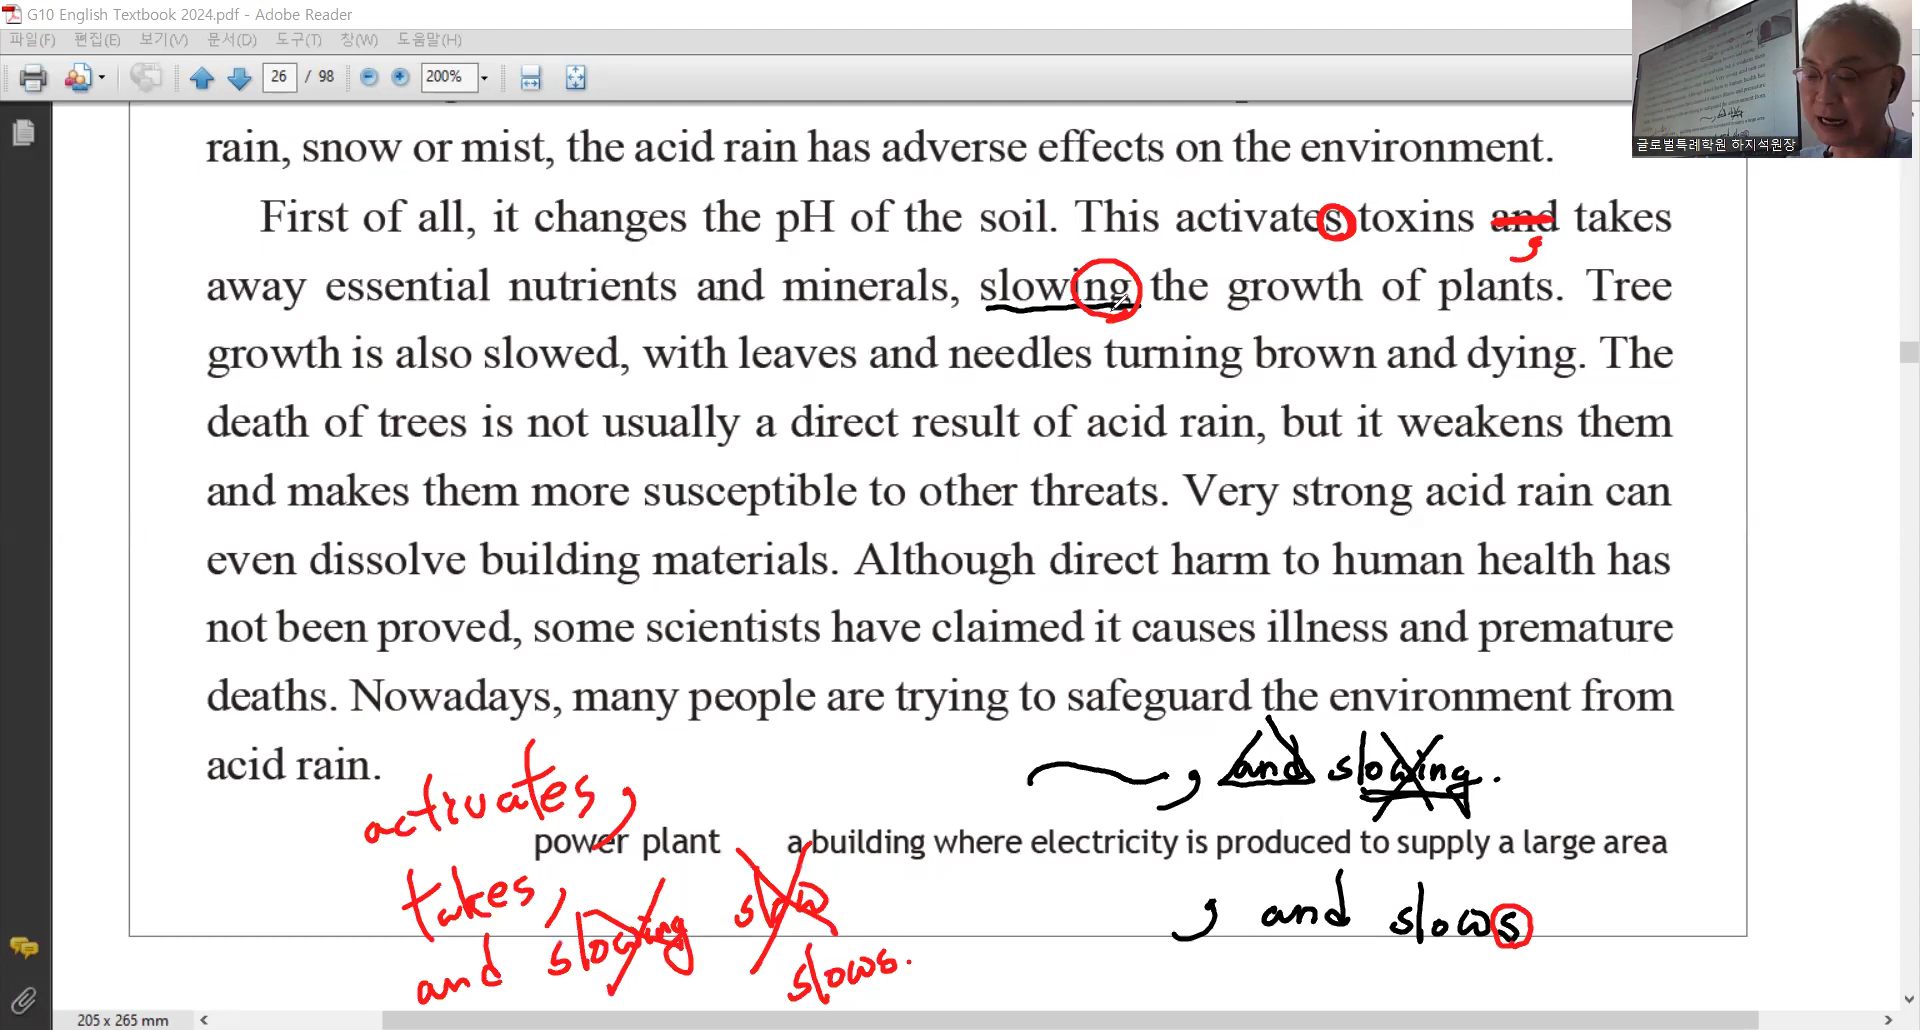 G10 English Textbook 2024.pdf - Adobe Reader
파일(F) 편집(E) 보기(V) 문서(D) 도구(T) 창(W) 도움말(H)
26 / 98 200%
글로벌특례학원 하지석원장
rain, snow or mist, the acid rain has adverse effects on the environment.
First of all, it changes the pH of the soil. This activates toxins and takes
,
away essential nutrients and minerals, slowing the growth of plants. Tree
growth is also slowed, with leaves and needles turning brown and dying. The
death of trees is not usually a direct result of acid rain, but it weakens them
and makes them more susceptible to other threats. Very strong acid rain can
even dissolve building materials. Although direct harm to human health has
not been proved, some scientists have claimed it causes illness and premature
deaths. Nowadays, many people are trying to safeguard the environment from
acid rain.
, and slowing.
activates,
power plant a building where electricity is produced to supply a large area
takes,
and slowing slow
slows.
, and slows
205 x 265 mm